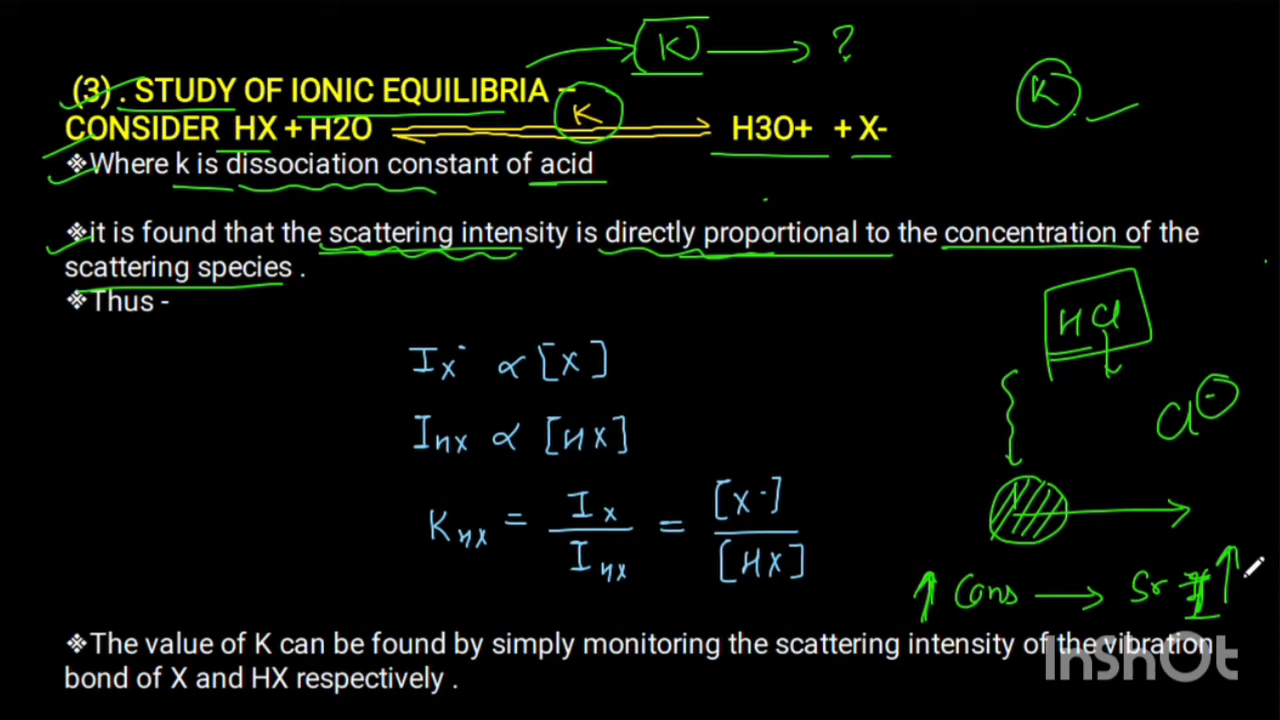 (K) → ?
(3) . STUDY OF IONIC EQUILIBRIA –
K
K
CONSIDER HX + H2O ⇌ H3O+ + X-
❖Where k is dissociation constant of acid
❖it is found that the scattering intensity is directly proportional to the concentration of the
scattering species .
❖Thus -
HCl
Ix- ∝ [X]
Cl-
IHX ∝ [HX]
KHX = Ix / IHX = [X-] / [HX]
↑ Cons → Sr I ↑
❖The value of K can be found by simply monitoring the scattering intensity of the vibration
bond of X and HX respectively .
InShOt